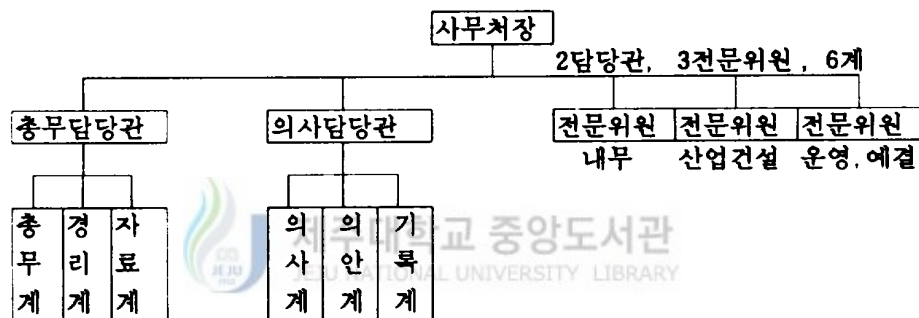 사무처장
2담당관, 3전문위원, 6계
총무담당관
의사담당관
전문위원
전문위원
전문위원
내무
산업건설
운영, 예결
총무계
경리계
자료계
의사계
의안계
기록계
제주대학교 중앙도서관
JEJU NATIONAL UNIVERSITY LIBRARY
JEJU
1952